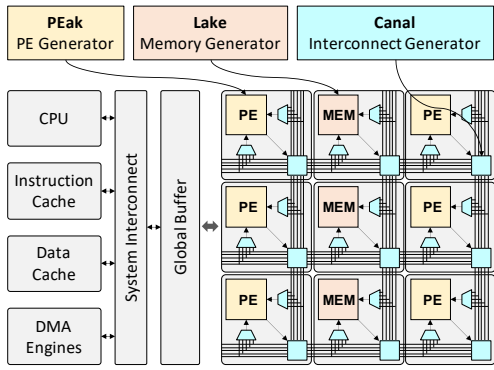 PEak
PE Generator
Lake
Memory Generator
Canal
Interconnect Generator
CPU
Instruction
Cache
Data
Cache
DMA
Engines
System Interconnect
Global Buffer
PE
MEM
PE
PE
MEM
PE
PE
MEM
PE